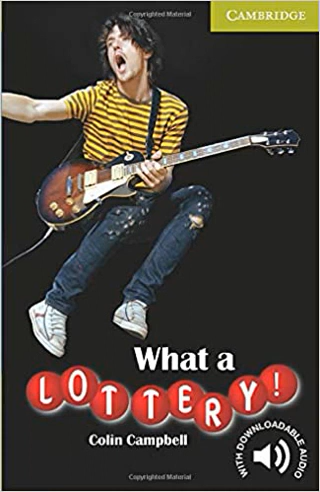 CAMBRIDGE
What a
LOTTERY!
Colin Campbell
WITH DOWNLOADABLE AUDIO